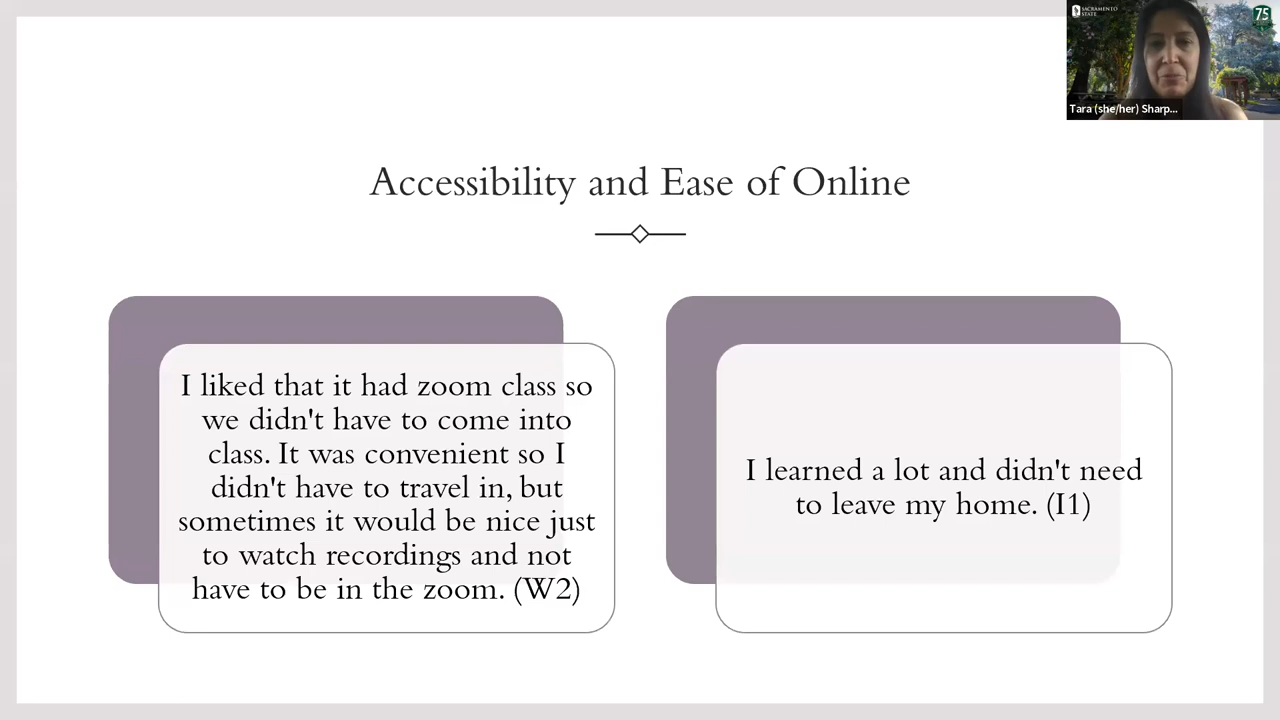 SACRAMENTO
STATE
75
Tara (she/her) Sharp...
Accessibility and Ease of Online
I liked that it had zoom class so
we didn't have to come into
class. It was convenient so I
didn't have to travel in, but
sometimes it would be nice just
to watch recordings and not
have to be in the zoom. (W2)
I learned a lot and didn't need
to leave my home. (I1)